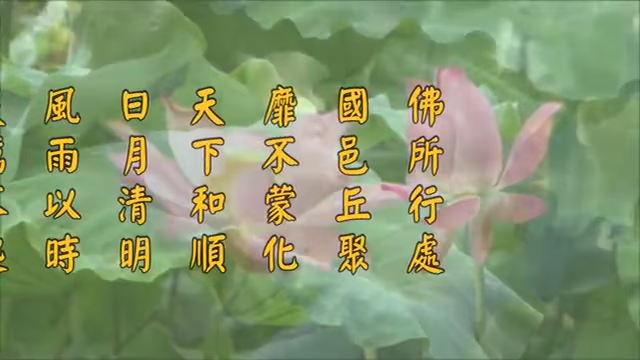 佛所行處
國邑丘聚
靡不蒙化
天下和順
日月清明
風雨以時